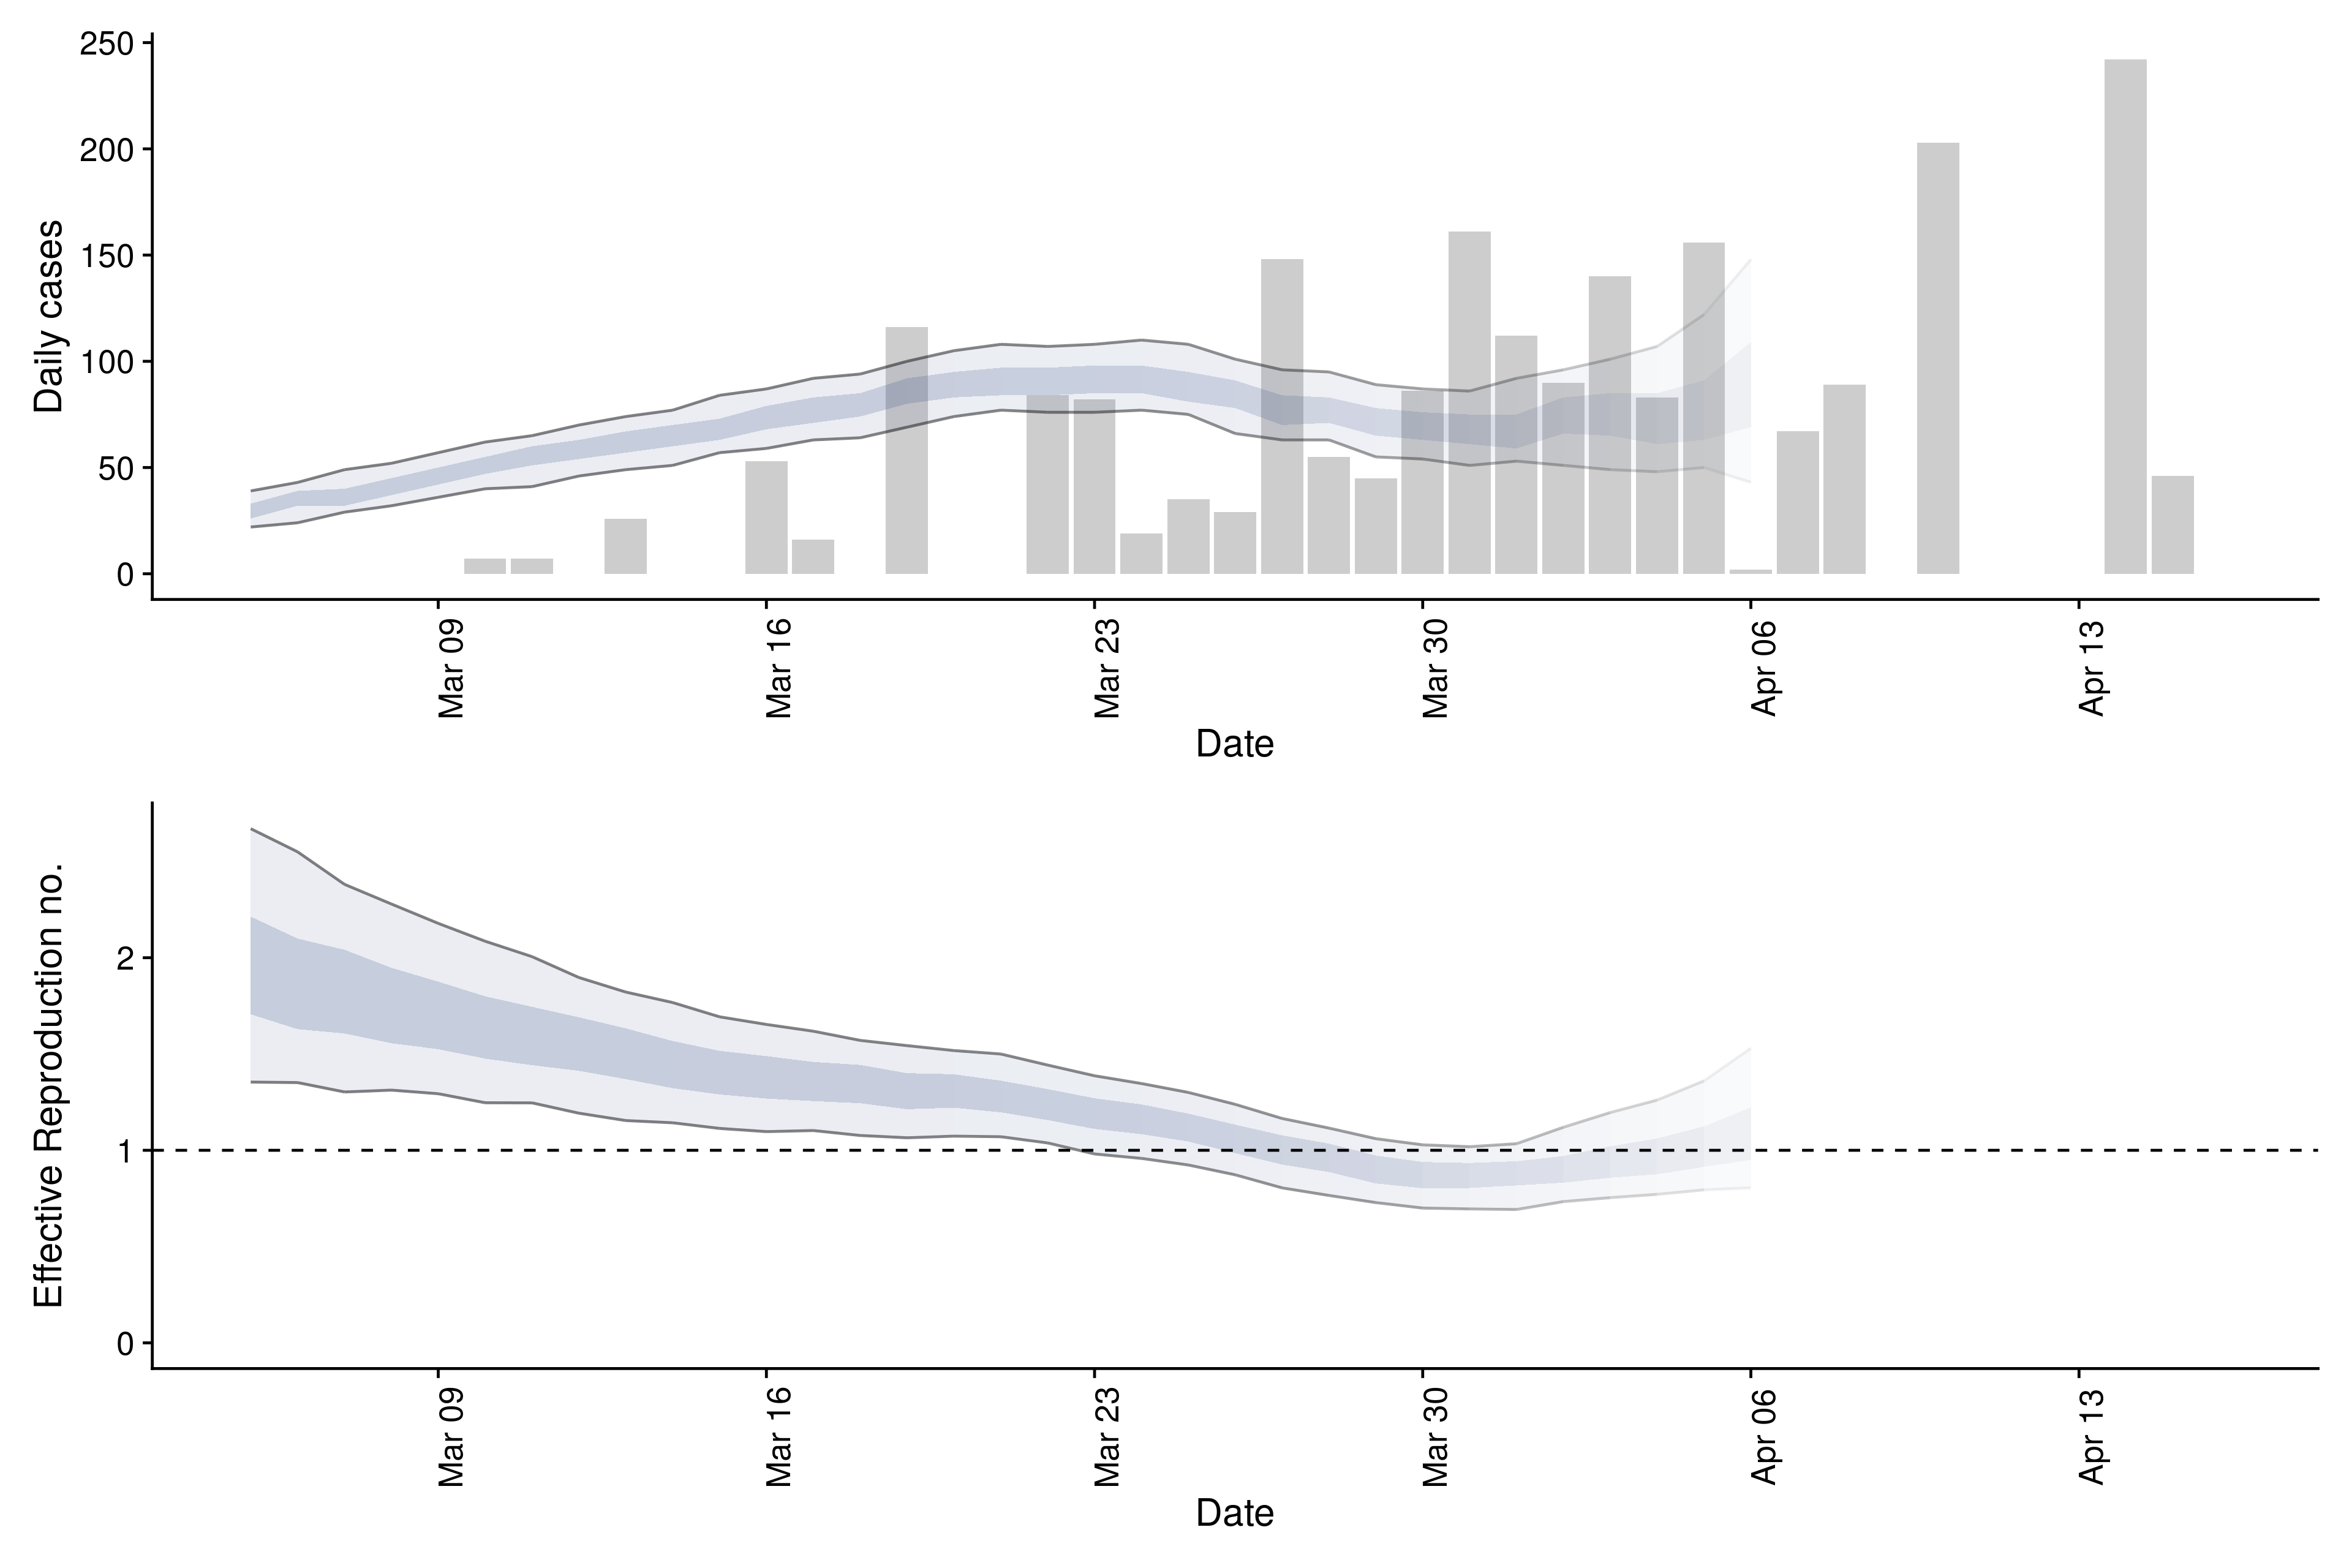 250
200
150
100
50
0
Daily cases
Mar 09
Mar 16
Mar 23
Mar 30
Apr 06
Apr 13
Date
2
1
0
Effective Reproduction no.
Mar 09
Mar 16
Mar 23
Mar 30
Apr 06
Apr 13
Date